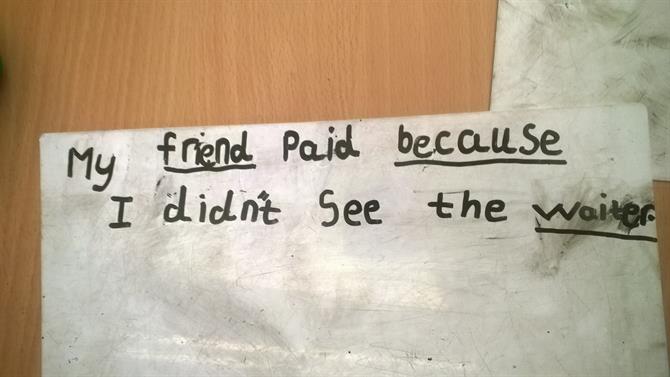 My friend Paid because
I didn't See the waiter.